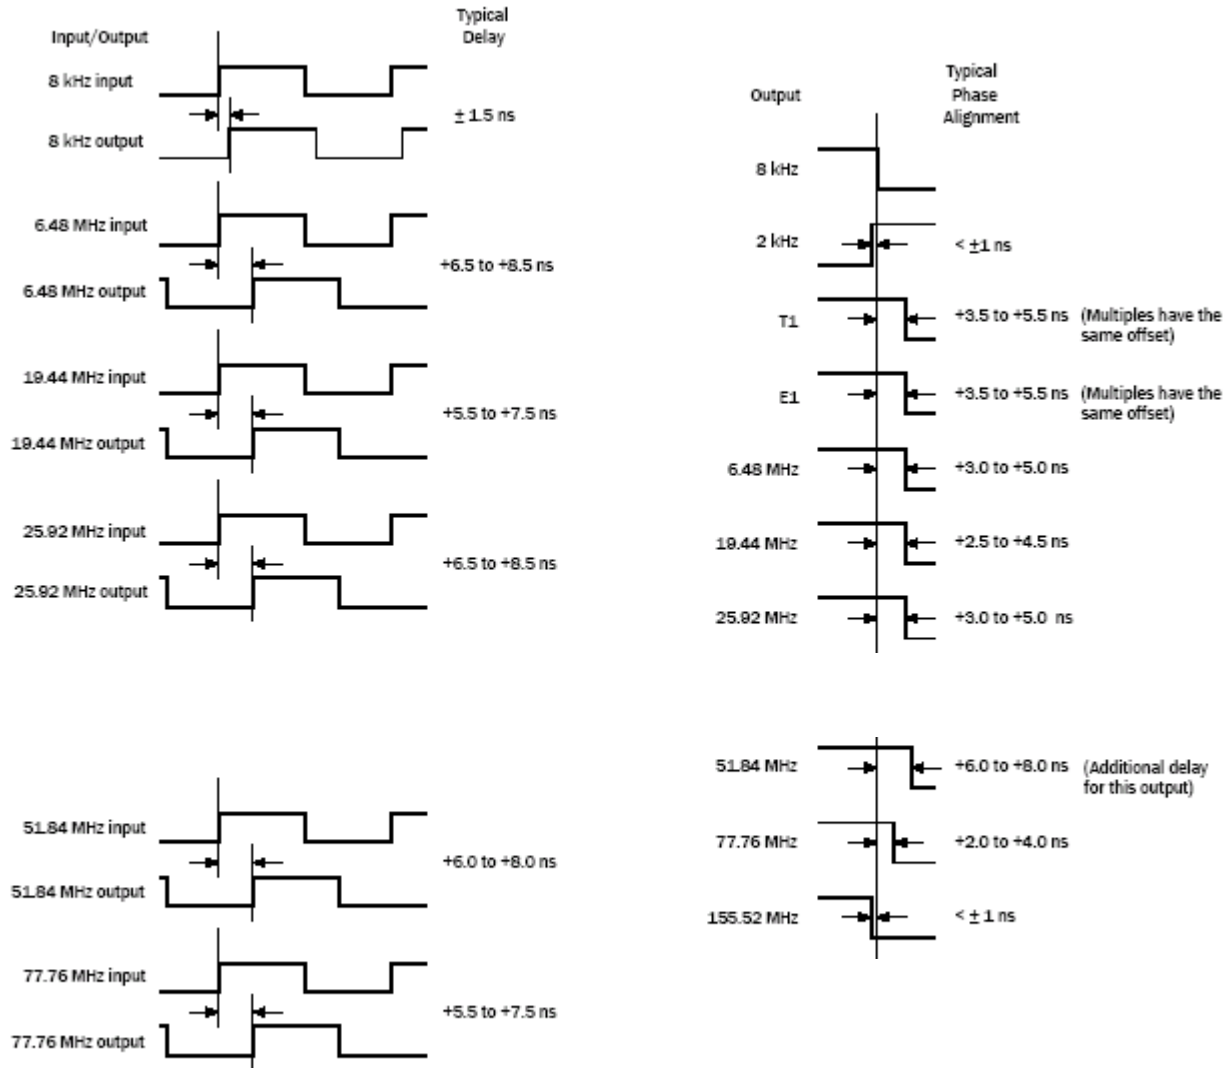 Input/Output
Typical
Delay
8 kHz input
± 1.5 ns
8 kHz output
6.48 MHz input
+6.5 to +8.5 ns
6.48 MHz output
19.44 MHz input
+5.5 to +7.5 ns
19.44 MHz output
25.92 MHz input
+6.5 to +8.5 ns
25.92 MHz output
51.84 MHz input
+6.0 to +8.0 ns
51.84 MHz output
77.76 MHz input
+5.5 to +7.5 ns
77.76 MHz output
Output
Typical
Phase
Alignment
8 kHz
2 kHz
< ±1 ns
T1
+3.5 to +5.5 ns (Multiples have the
same offset)
E1
+3.5 to +5.5 ns (Multiples have the
same offset)
6.48 MHz
+3.0 to +5.0 ns
19.44 MHz
+2.5 to +4.5 ns
25.92 MHz
+3.0 to +5.0 ns
51.84 MHz
+6.0 to +8.0 ns (Additional delay
for this output)
77.76 MHz
+2.0 to +4.0 ns
155.52 MHz
< ± 1 ns